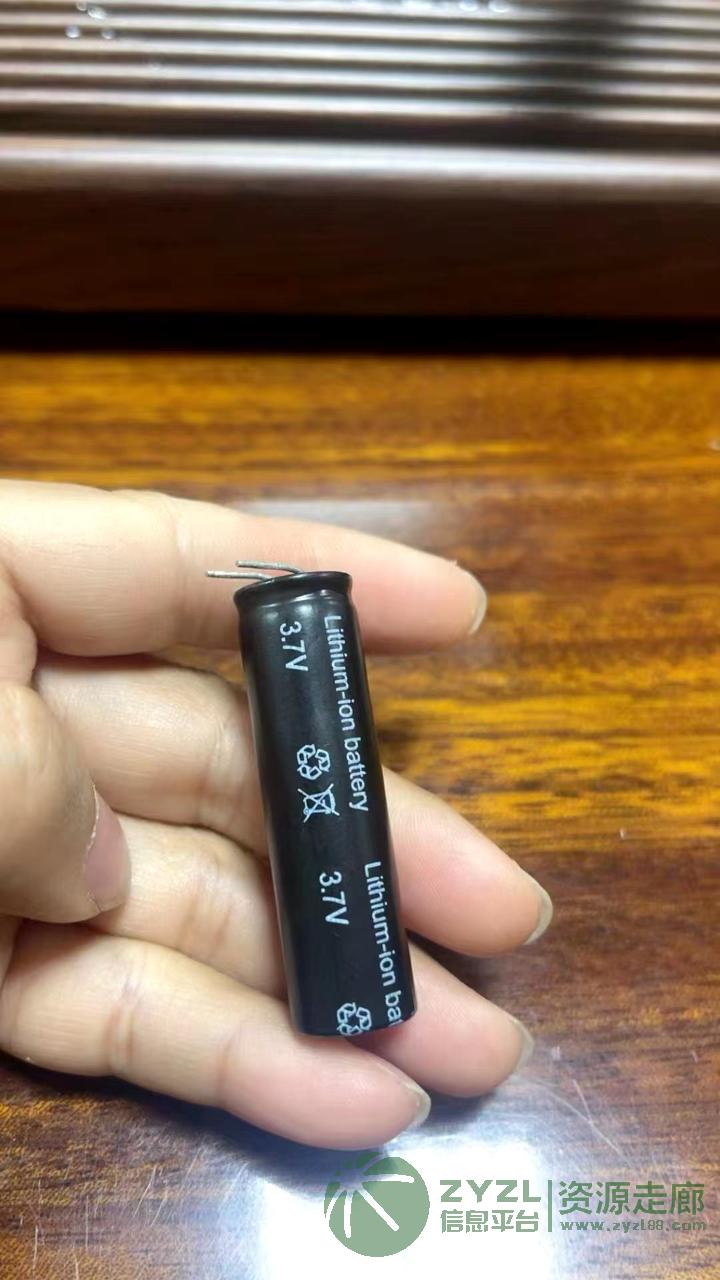 Lithium-ion battery
3.7V
Lithium-ion ba
3.7V
ZYZL 资源走廊
信息平台 www.zyzl88.com